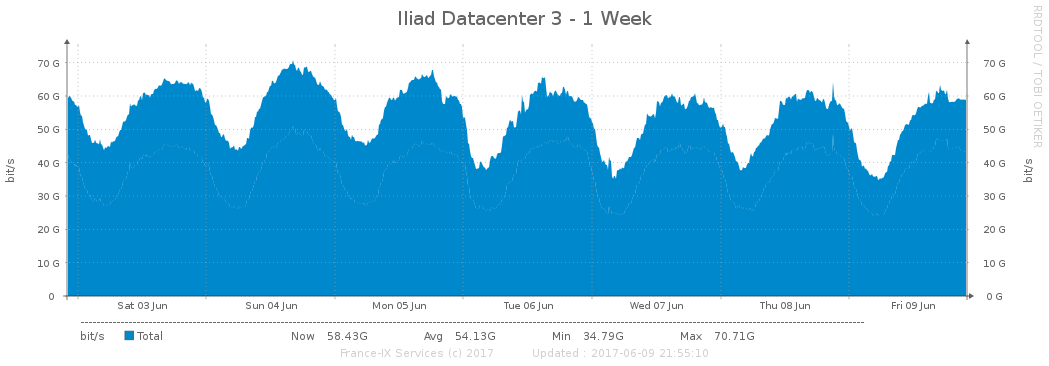 Iliad Datacenter 3 - 1 Week
RRDTOOL / TOBI OETIKER
bit/s
70 G
60 G
50 G
40 G
30 G
20 G
10 G
0
70 G
60 G
50 G
40 G
30 G
20 G
10 G
0 G
bit/s
Sat 03 Jun Sun 04 Jun Mon 05 Jun Tue 06 Jun Wed 07 Jun Thu 08 Jun Fri 09 Jun
bit/s Total Now 58.43G Avg 54.13G Min 34.79G Max 70.71G
France-IX Services (c) 2017 Updated : 2017-06-09 21:55:10